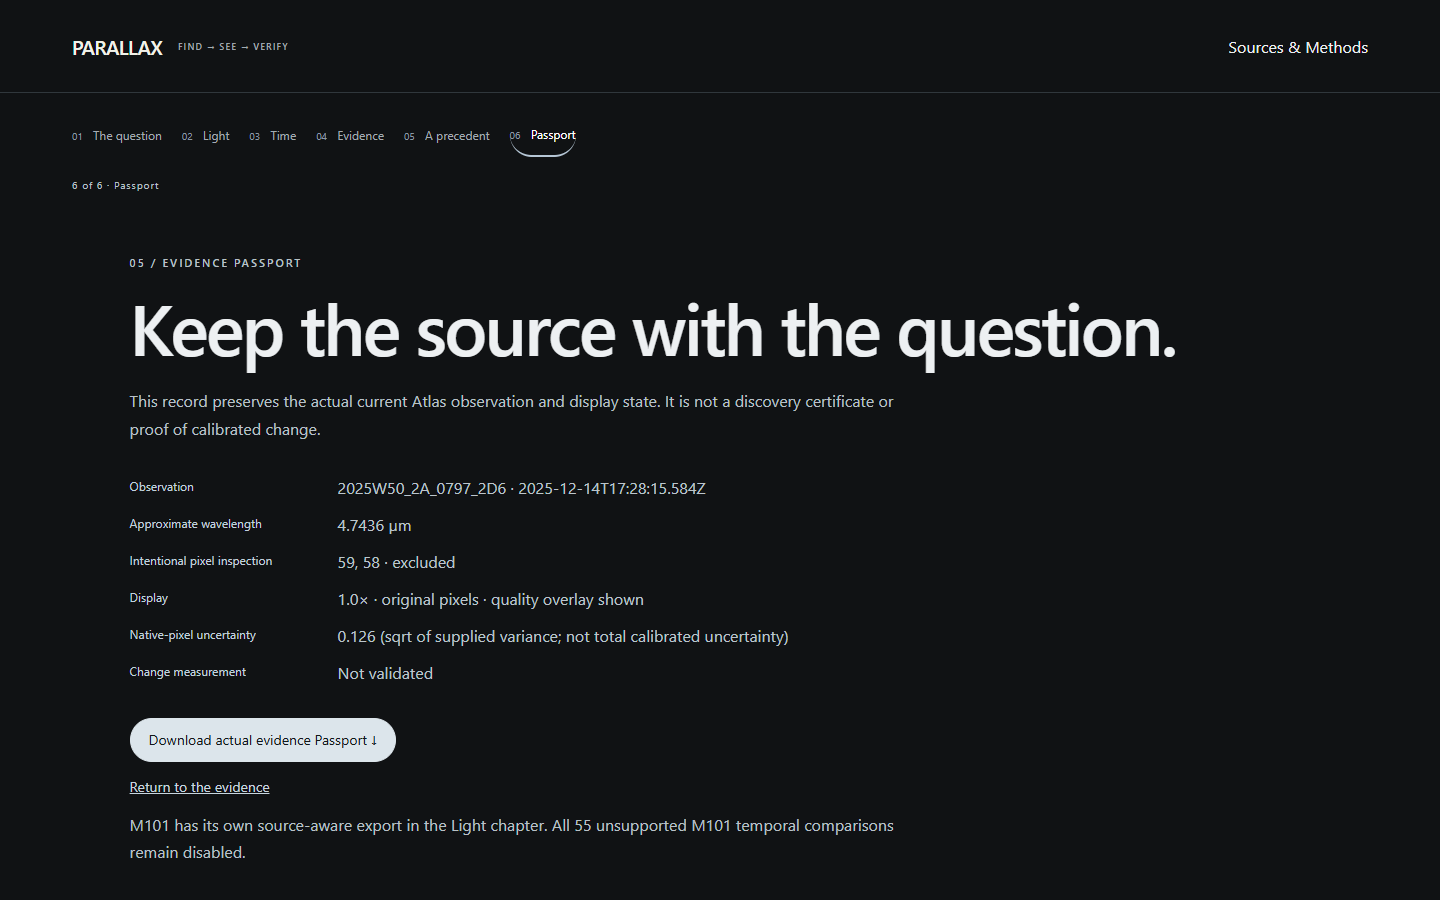 PARALLAX FIND → SEE → VERIFY Sources & Methods
01 The question 02 Light 03 Time 04 Evidence 05 A precedent 06 Passport
6 of 6 · Passport
05 / EVIDENCE PASSPORT
Keep the source with the question.
This record preserves the actual current Atlas observation and display state. It is not a discovery certificate or
proof of calibrated change.
Observation 2025W50_2A_0797_2D6 · 2025-12-14T17:28:15.584Z
Approximate wavelength 4.7436 µm
Intentional pixel inspection 59, 58 · excluded
Display 1.0× · original pixels · quality overlay shown
Native-pixel uncertainty 0.126 (sqrt of supplied variance; not total calibrated uncertainty)
Change measurement Not validated
Download actual evidence Passport ↓
Return to the evidence
M101 has its own source-aware export in the Light chapter. All 55 unsupported M101 temporal comparisons
remain disabled.